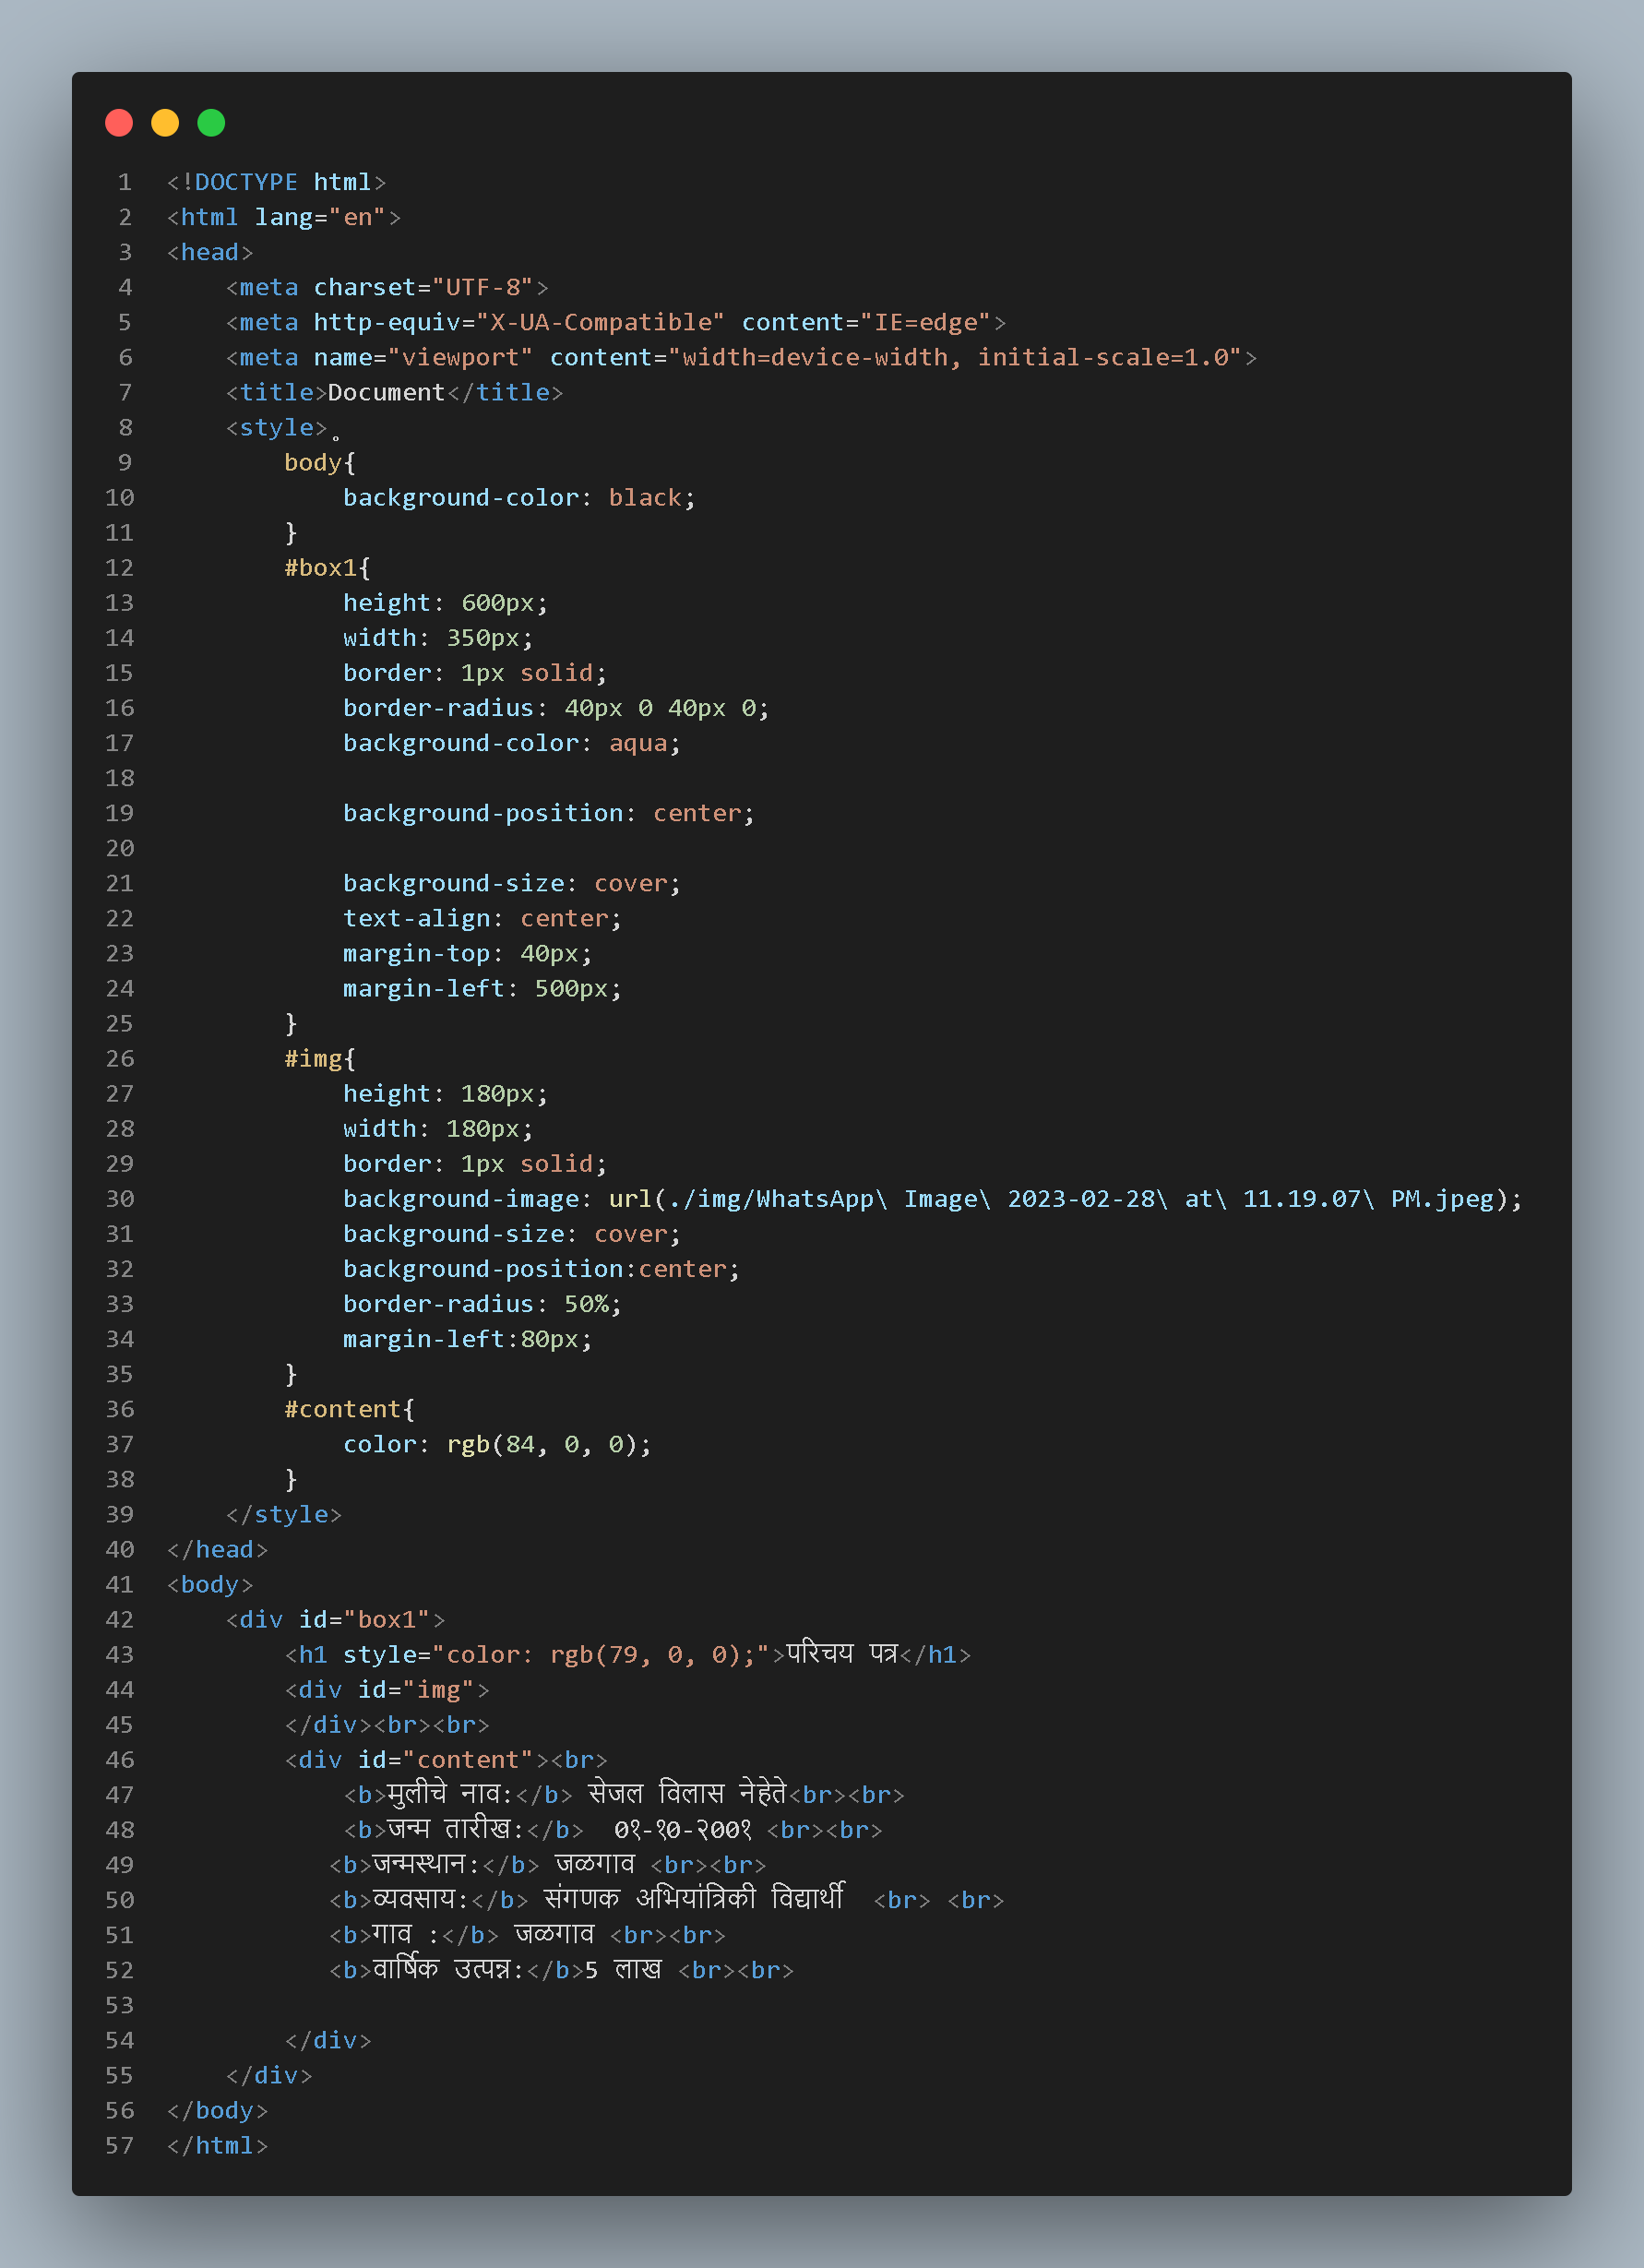 1 <!DOCTYPE html>
2 <html lang="en">
3 <head>
4     <meta charset="UTF-8">
5     <meta http-equiv="X-UA-Compatible" content="IE=edge">
6     <meta name="viewport" content="width=device-width, initial-scale=1.0">
7     <title>Document</title>
8     <style>。
9         body{
10             background-color: black;
11         }
12         #box1{
13             height: 600px;
14             width: 350px;
15             border: 1px solid;
16             border-radius: 40px 0 40px 0;
17             background-color: aqua;
18
19             background-position: center;
20
21             background-size: cover;
22             text-align: center;
23             margin-top: 40px;
24             margin-left: 500px;
25         }
26         #img{
27             height: 180px;
28             width: 180px;
29             border: 1px solid;
30             background-image: url(./img/WhatsApp\ Image\ 2023-02-28\ at\ 11.19.07\ PM.jpeg);
31             background-size: cover;
32             background-position:center;
33             border-radius: 50%;
34             margin-left:80px;
35         }
36         #content{
37             color: rgb(84, 0, 0);
38         }
39     </style>
40 </head>
41 <body>
42     <div id="box1">
43         <h1 style="color: rgb(79, 0, 0);">परिचय पत्र</h1>
44         <div id="img">
45         </div><br><br>
46         <div id="content"><br>
47             <b>मुलीचे नाव:</b> सेजल विलास नेहेते<br><br>
48             <b>जन्म तारीख:</b>  0१-१0-२00१ <br><br>
49            <b>जन्मस्थान:</b> जळगाव <br><br>
50            <b>व्यवसाय:</b> संगणक अभियांत्रिकी विद्यार्थी  <br> <br>
51            <b>गाव :</b> जळगाव <br><br>
52            <b>वार्षिक उत्पन्न:</b>5 लाख <br><br>
53
54         </div>
55     </div>
56 </body>
57 </html>